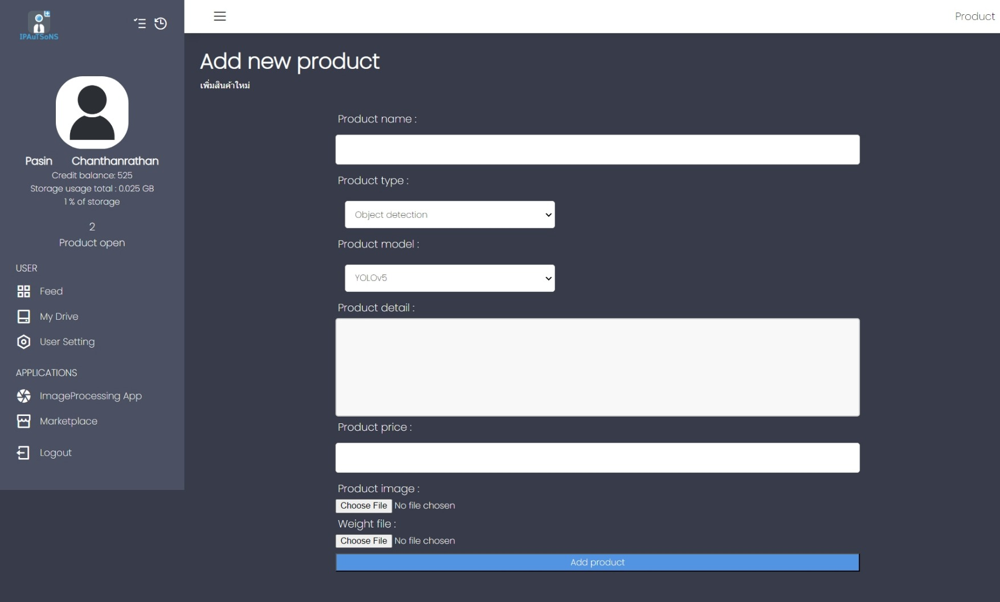 IPAuTSoNS
Product
Add new product
เพิ่มสินค้าใหม่
Pasin Chanthanrathan
Credit balance: 525
Storage usage total : 0.025 GB
1 % of storage
2
Product open
USER
Feed
My Drive
User Setting
APPLICATIONS
ImageProcessing App
Marketplace
Logout
Product name :
Product type :
Object detection
Product model :
YOLOv5
Product detail :
Product price :
Product image :
Choose File No file chosen
Weight file :
Choose File No file chosen
Add product